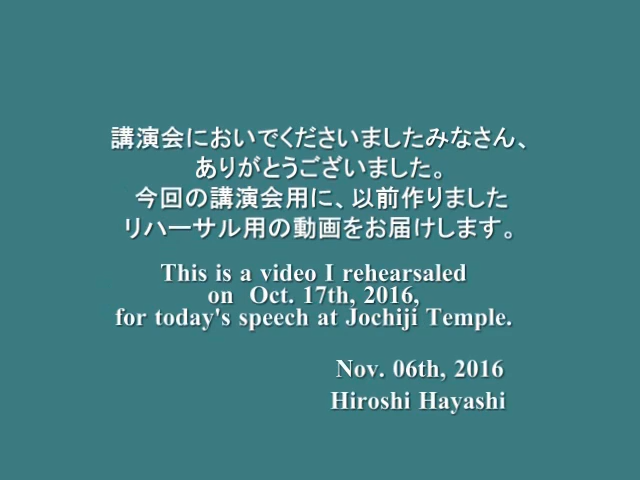 講演会においでくださいましたみなさん、
ありがとうございました。
今回の講演会用に、以前作りました
リハーサル用の動画をお届けします。
This is a video I rehearsaled
on Oct. 17th, 2016,
for today's speech at Jochiji Temple.
Nov. 06th, 2016
Hiroshi Hayashi